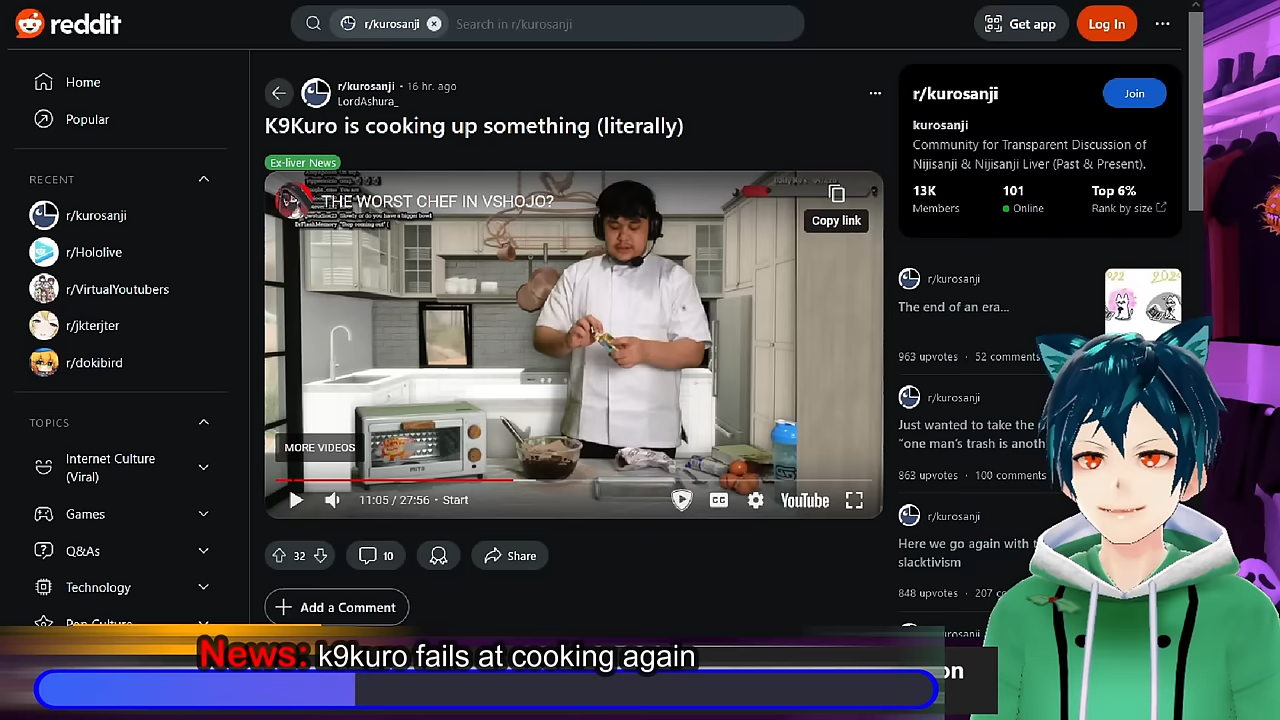 reddit
r/kurosanji
Search in r/kurosanji
Get app
Log In
Home
Popular
RECENT
r/kurosanji
r/Hololive
r/VirtualYoutubers
r/jkterjter
r/dokibird
TOPICS
Internet Culture
(Viral)
Games
Q&As
Technology
Pop Culture
r/kurosanji • 16 hr. ago
LordAshura_
K9Kuro is cooking up something (literally)
Ex-liver News
THE WORST CHEF IN VSHOJO?
Copy link
MORE VIDEOS
11:05 / 27:56 • Start
CC
YouTube
32
10
Share
Add a Comment
r/kurosanji
Join
kurosanji
Community for Transparent Discussion of
Nijisanji & Nijisanji Liver (Past & Present).
13K
101
Top 6%
Members
Online
Rank by size
r/kurosanji
The end of an era...
963 upvotes · 52 comments
r/kurosanji
Just wanted to take the
"one man's trash is anoth
863 upvotes · 100 comments
r/kurosanji
Here we go again with
slacktivism
848 upvotes · 207
News: k9kuro fails at cooking again
on